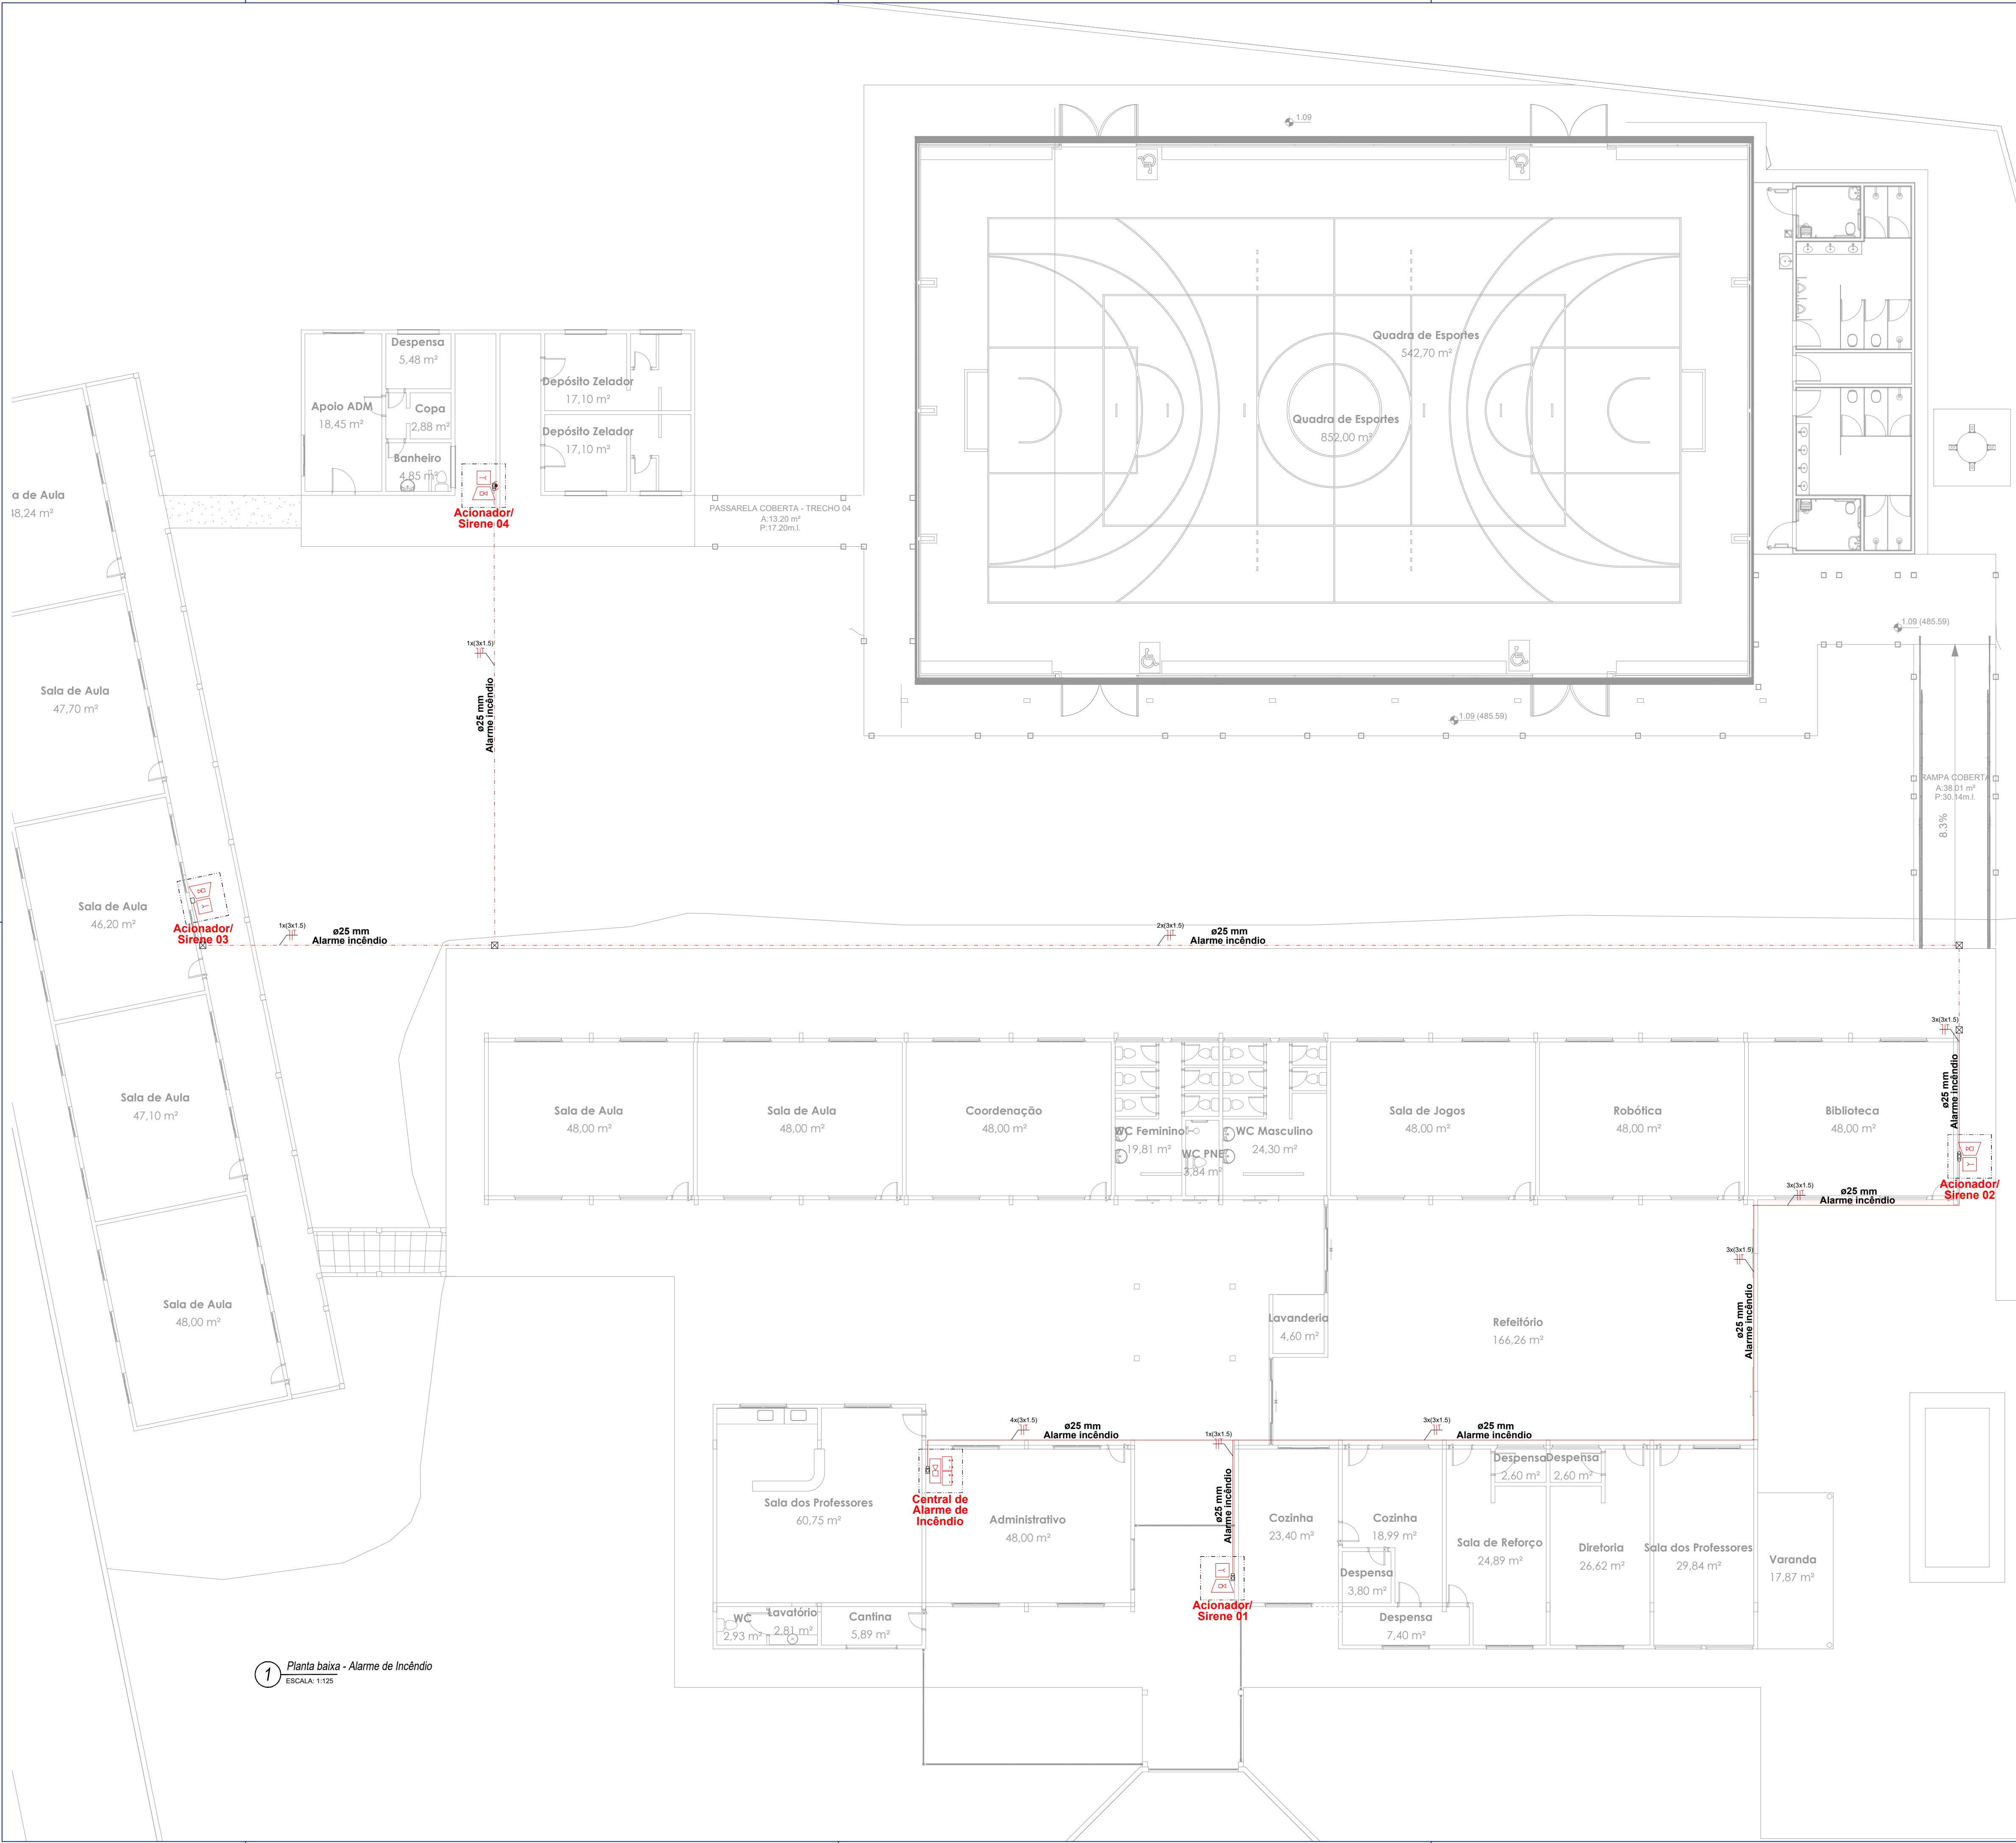 1.09
Quadra de Esportes
542,70 m²
Quadra de Esportes
852,00 m²
Despensa
5,48 m²
Depósito Zelador
17,10 m²
Apoio ADM
18,45 m²
Copa
2,88 m²
Depósito Zelador
17,10 m²
Banheiro
4,85 m²
Acionador/
Sirene 04
PASSARELA COBERTA - TRECHO 04
A:13.20 m²
P:17.20m.l.
a de Aula
48,24 m²
1.09 (485.59)
1x(3x1.5)
ø25 mm
Alarme incêndio
Sala de Aula
47,70 m²
1.09 (485.59)
RAMPA COBERTA
A:38.01 m²
P:30.14m.l.
8.3%
Sala de Aula
46,20 m²
Acionador/
Sirene 03
1x(3x1.5)
ø25 mm
Alarme incêndio
2x(3x1.5)
ø25 mm
Alarme incêndio
3x(3x1.5)
ø25 mm
Alarme incêndio
Sala de Aula
47,10 m²
Sala de Aula
48,00 m²
Sala de Aula
48,00 m²
Coordenação
48,00 m²
WC Feminino
19,81 m²
WC PNE
3,84 m²
WC Masculino
24,30 m²
Sala de Jogos
48,00 m²
Robótica
48,00 m²
Biblioteca
48,00 m²
Acionador/
Sirene 02
3x(3x1.5)
ø25 mm
Alarme incêndio
3x(3x1.5)
ø25 mm
Alarme incêndio
Sala de Aula
48,00 m²
Lavanderia
4,60 m²
Refeitório
166,26 m²
4x(3x1.5)
ø25 mm
Alarme incêndio
1x(3x1.5)
ø25 mm
Alarme incêndio
3x(3x1.5)
ø25 mm
Alarme incêndio
Sala dos Professores
60,75 m²
Central de
Alarme de
Incêndio
Administrativo
48,00 m²
Cozinha
23,40 m²
Cozinha
18,99 m²
Despensa
2,60 m²
Despensa
2,60 m²
Sala de Reforço
24,89 m²
Diretoria
26,62 m²
Sala dos Professores
29,84 m²
Varanda
17,87 m²
Despensa
3,80 m²
Acionador/
Sirene 01
Despensa
7,40 m²
WC
2,93 m²
Lavatório
2,81 m²
Cantina
5,89 m²
1
Planta baixa - Alarme de Incêndio
ESCALA: 1:125